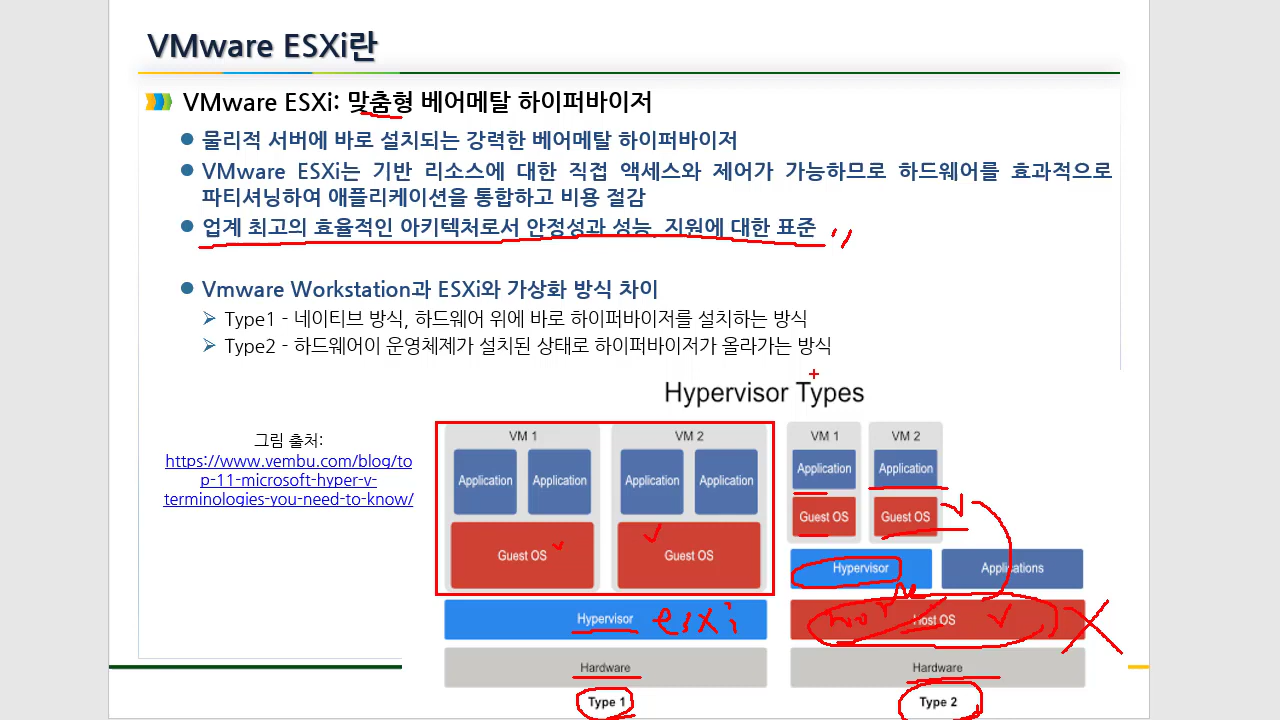 VMware ESXi란
VMware ESXi: 맞춤형 베어메탈 하이퍼바이저
물리적 서버에 바로 설치되는 강력한 베어메탈 하이퍼바이저
VMware ESXi는 기반 리소스에 대한 직접 액세스와 제어가 가능하므로 하드웨어를 효과적으로
파티셔닝하여 애플리케이션을 통합하고 비용 절감
업계 최고의 효율적인 아키텍처로서 안정성과 성능, 지원에 대한 표준
Vmware Workstation과 ESXi와 가상화 방식 차이
Type1 - 네이티브 방식, 하드웨어 위에 바로 하이퍼바이저를 설치하는 방식
Type2 - 하드웨어이 운영체제가 설치된 상태로 하이퍼바이저가 올라가는 방식
그림 출처:
https://www.vembu.com/blog/to
p-11-microsoft-hyper-v-
terminologies-you-need-to-know/
Hypervisor Types
VM 1 VM 2
Application Application Application Application
Guest OS Guest OS
Hypervisor esxi
Hardware
Type 1
VM 1 VM 2
Application Application
Guest OS Guest OS
Hypervisor Applications
Host OS
Hardware
Type 2